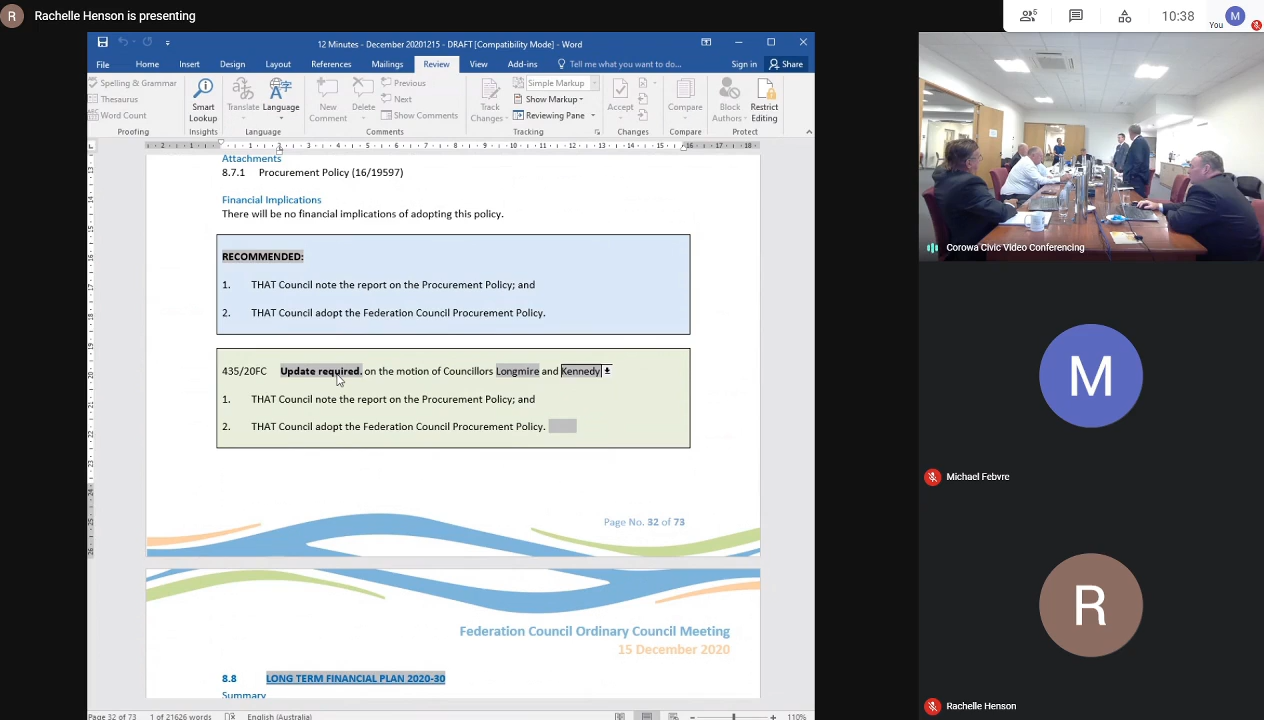 R Rachelle Henson is presenting
5
10:38
You
M
12 Minutes - December 20201215 - DRAFT [Compatibility Mode] - Word
File Home Insert Design Layout References Mailings Review View Add-ins Tell me what you want to do... Sign in Share
Spelling & Grammar
Thesaurus
Word Count
Proofing
Smart Lookup
Insights
Translate
Language
Language
New Comment
Delete
Previous
Next
Show Comments
Comments
Track Changes
Simple Markup
Show Markup
Reviewing Pane
Tracking
Accept
Changes
Compare
Compare
Block Authors
Restrict Editing
Protect
Attachments
8.7.1 Procurement Policy (16/19597)
Financial Implications
There will be no financial implications of adopting this policy.
RECOMMENDED:
1. THAT Council note the report on the Procurement Policy; and
2. THAT Council adopt the Federation Council Procurement Policy.
435/20FC Update required. on the motion of Councillors Longmire and Kennedy
1. THAT Council note the report on the Procurement Policy; and
2. THAT Council adopt the Federation Council Procurement Policy.
Page No. 32 of 73
Federation Council Ordinary Council Meeting
15 December 2020
8.8 LONG TERM FINANCIAL PLAN 2020-30
Summary
Page 32 of 73 1 of 21626 words English (Australia) 110%
Corowa Civic Video Conferencing
M
Michael Febvre
R
Rachelle Henson